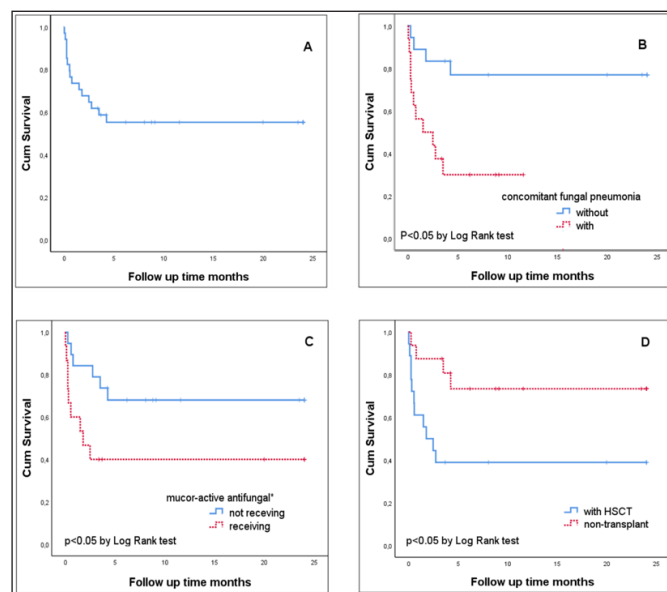 A
Cum Survival
1,0
0,8
0,6
0,4
0,2
0,0
0 5 10 15 20 25
Follow up time months
B
Cum Survival
1,0
0,8
0,6
0,4
0,2
0,0
concomitant fungal pneumonia
without
with
P<0.05 by Log Rank test
0 5 10 15 20 25
Follow up time months
C
Cum Survival
1,0
0,8
0,6
0,4
0,2
0,0
mucor-active antifungal*
not receving
receiving
p<0.05 by Log Rank test
0 5 10 15 20 25
Follow up time months
D
Cum Survival
1,0
0,8
0,6
0,4
0,2
0,0
with HSCT
non-transplant
p<0.05 by Log Rank test
0 5 10 15 20 25
Follow up time months